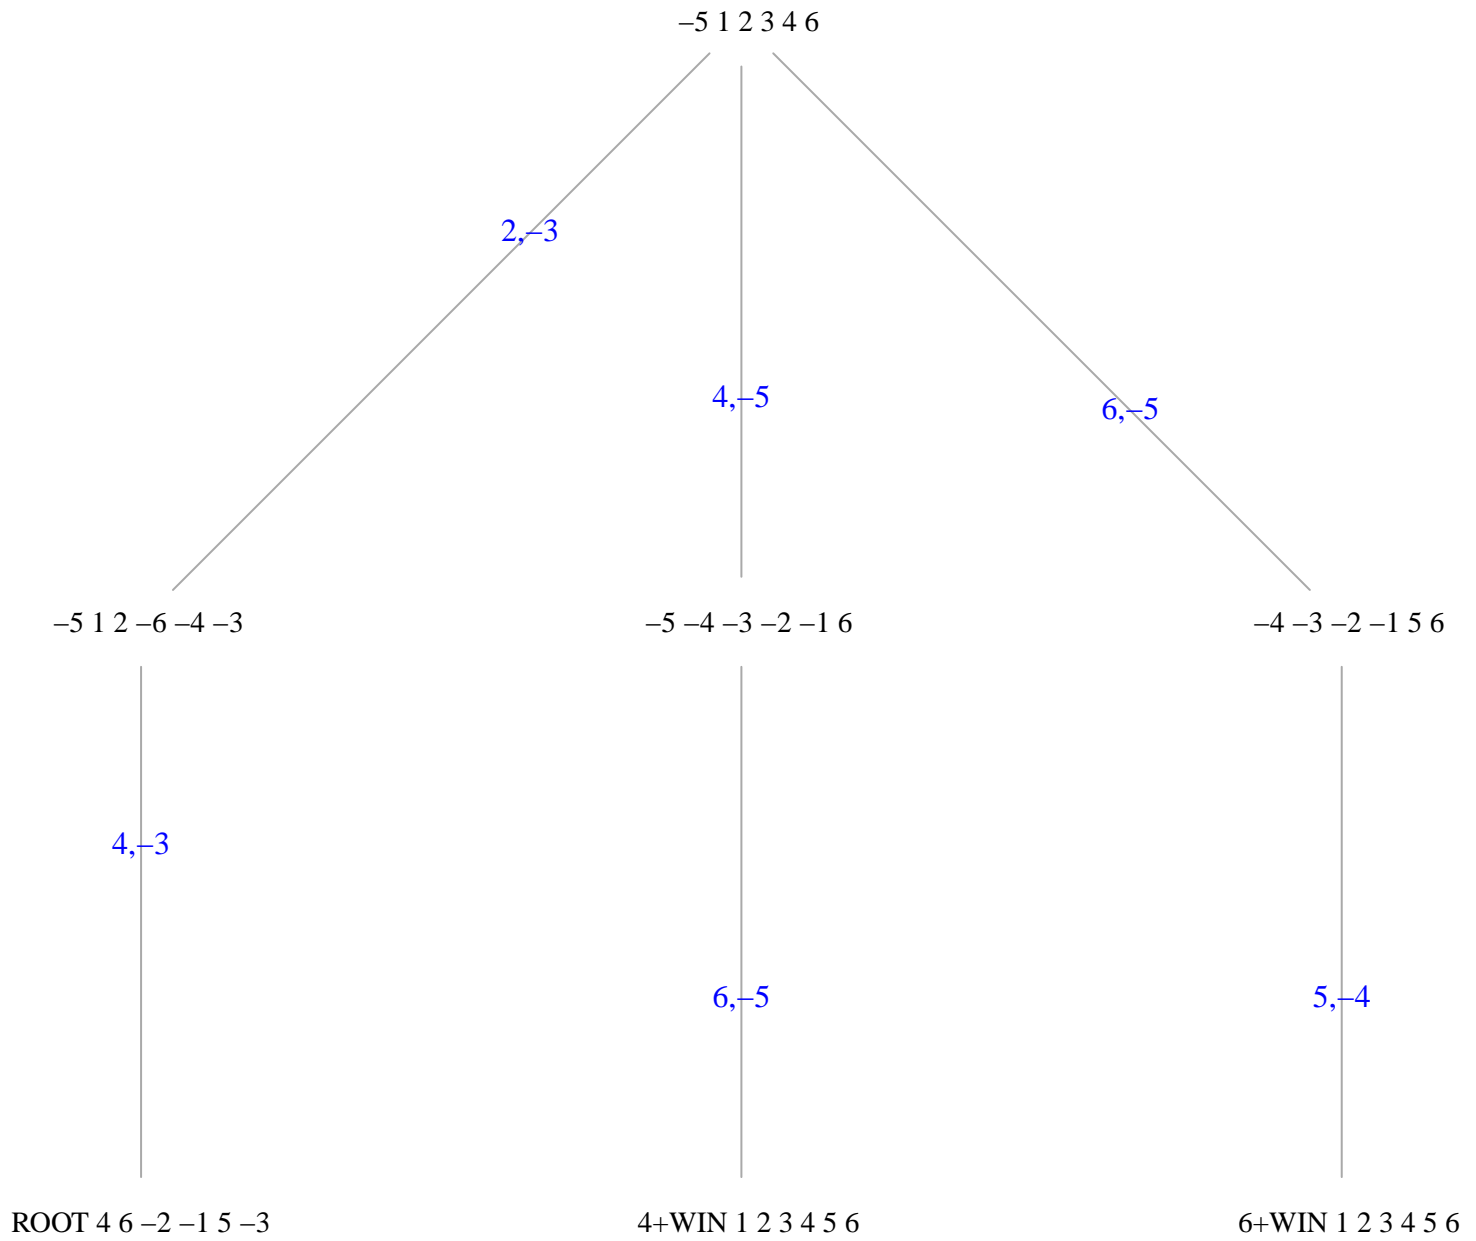 –5 1 2 3 4 6
2,–3
4,–5
6,–5
–5 1 2 –6 –4 –3
–5 –4 –3 –2 –1 6
–4 –3 –2 –1 5 6
4,–3
6,–5
5,–4
ROOT 4 6 –2 –1 5 –3
4+WIN 1 2 3 4 5 6
6+WIN 1 2 3 4 5 6